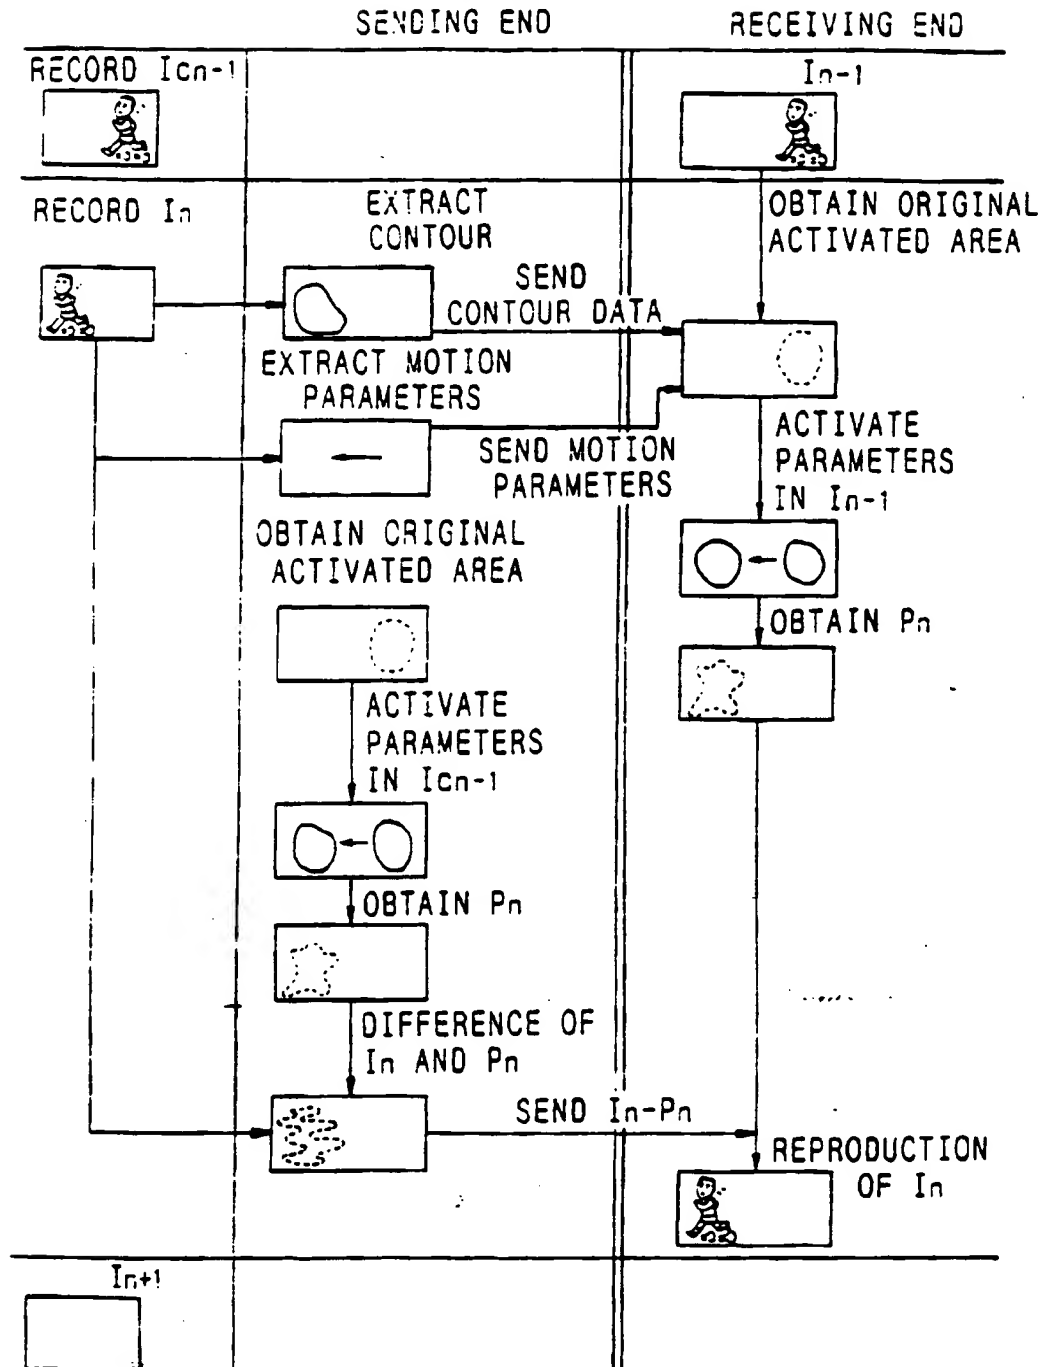 SENDING END
RECEIVING END
RECORD Icn-1
In-1
RECORD In
EXTRACT
CONTOUR
OBTAIN ORIGINAL
ACTIVATED AREA
SEND
CONTOUR DATA
EXTRACT MOTION
PARAMETERS
SEND MOTION
PARAMETERS
ACTIVATE
PARAMETERS
IN In-1
OBTAIN ORIGINAL
ACTIVATED AREA
OBTAIN Pn
ACTIVATE
PARAMETERS
IN Icn-1
OBTAIN Pn
DIFFERENCE OF
In AND Pn
SEND In-Pn
REPRODUCTION
OF In
In+1